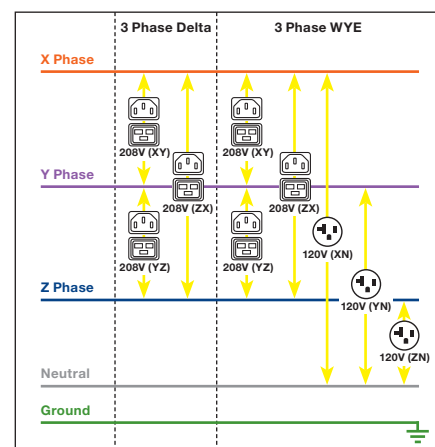 3 Phase Delta
3 Phase WYE
X Phase
208V (XY)
208V (XY)
Y Phase
208V (ZX)
208V (ZX)
208V (YZ)
208V (YZ)
120V (XN)
Z Phase
120V (YN)
120V (ZN)
Neutral
Ground